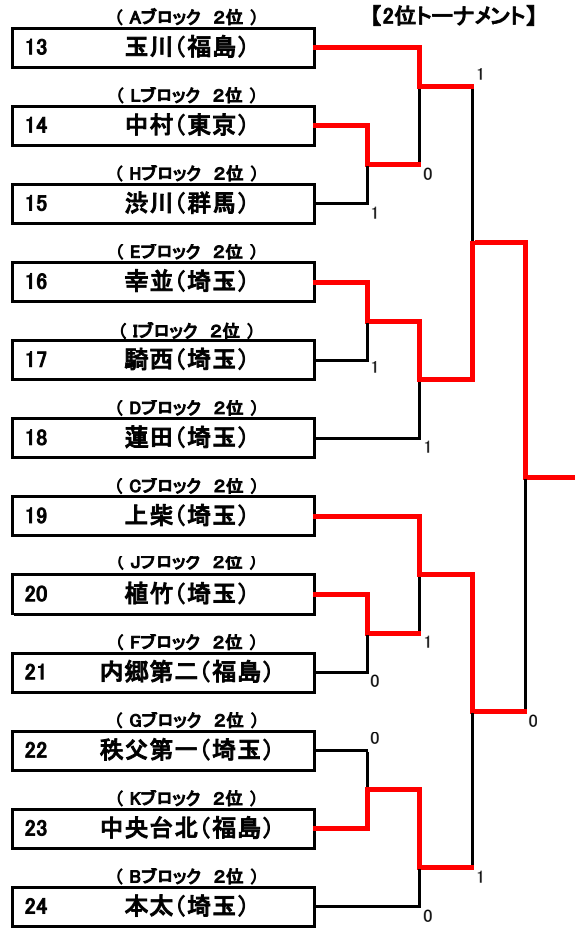 (Aブロック 2位)
【2位トーナメント】
13 玉川(福島)
1
(Lブロック 2位)
14 中村(東京)
0
(Hブロック 2位)
15 渋川(群馬)
1
(Eブロック 2位)
16 幸並(埼玉)
(Iブロック 2位)
17 騎西(埼玉)
1
(Dブロック 2位)
18 蓮田(埼玉)
1
(Cブロック 2位)
19 上柴(埼玉)
(Jフロック 2位)
20 植竹(埼玉)
1
(Fブロック 2位)
21 内郷第二(福島)
0
(Gブロック 2位)
0
0
22 秩父第一(埼玉)
(Kブロック 2位)
23 中央台北(福島)
(Bブロック 2位)
1
24 本太(埼玉)
0